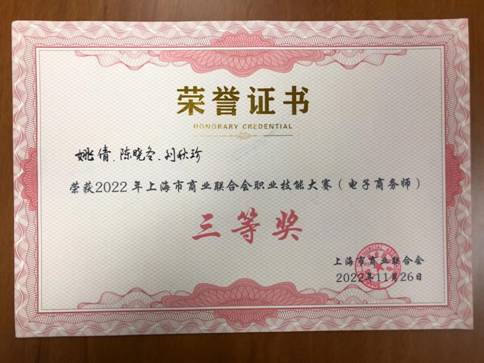 荣誉证书
HONORARY CREDENTIAL
姚倩、陈晓冬、刘秋珍
荣获2022年上海市商业联合会职业技能大赛（电子商务师）
三等奖
上海市商业联合会
2022年11月26日